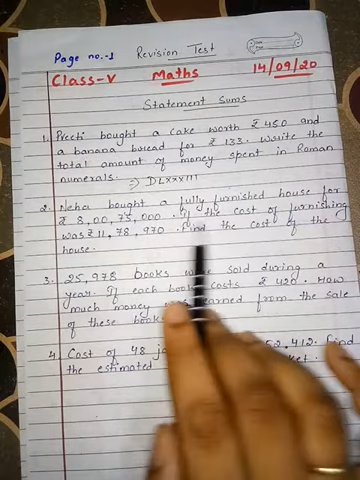 Page no.-1 Revision Test
Class-V Maths 14/09/20
Statement Sums
1. Preeti bought a cake worth ₹ 450 and
a banana bread for ₹ 133. Write the
total amount of money spent in Roman
numerals. ⇒ DLXXXIII
2. Neha bought a fully furnished house for
₹ 8,00,75,000. If the cost of furnishing
was ₹ 11,78,970. Find the cost of the
house.
3. 25,978 books were sold during a
year. If each book costs ₹ 420. How
much money was earned from the sale
of these books
4. Cost of 48 52,412. Find
the estimated